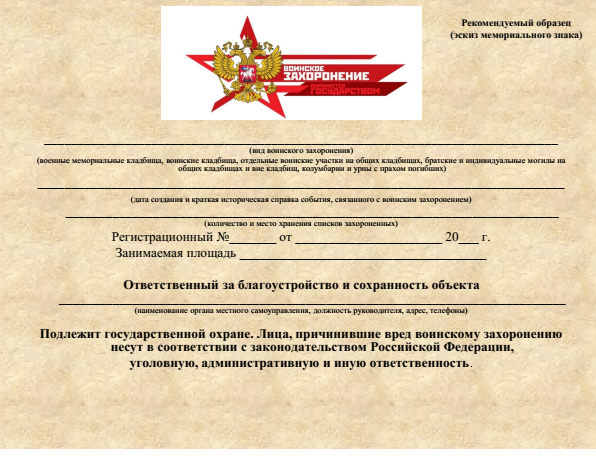 Рекомендуемый образец
(эскиз мемориального знака)
ВОИНСКОЕ
ЗАХОРОНЕНИЕ
ОХРАНЯЕТСЯ
ГОСУДАРСТВОМ
(вид воинского захоронения)
(военные мемориальные кладбища, воинские кладбища, отдельные воинские участки на общих кладбищах, братские и индивидуальные могилы на
общих кладбищах и вне кладбищ, колумбарии и урны с прахом погибших)
(дата создания и краткая историческая справка события, связанного с воинским захоронением)
(количество и место хранения списков захороненных)
Регистрационный №_______ от ______________________ 20___ г.
Занимаемая площадь _____________________________________
Ответственный за благоустройство и сохранность объекта
(наименование органа местного самоуправления, должность руководителя, адрес, телефоны)
Подлежит государственной охране. Лица, причинившие вред воинскому захоронению
несут в соответствии с законодательством Российской Федерации,
уголовную, административную и иную ответственность.